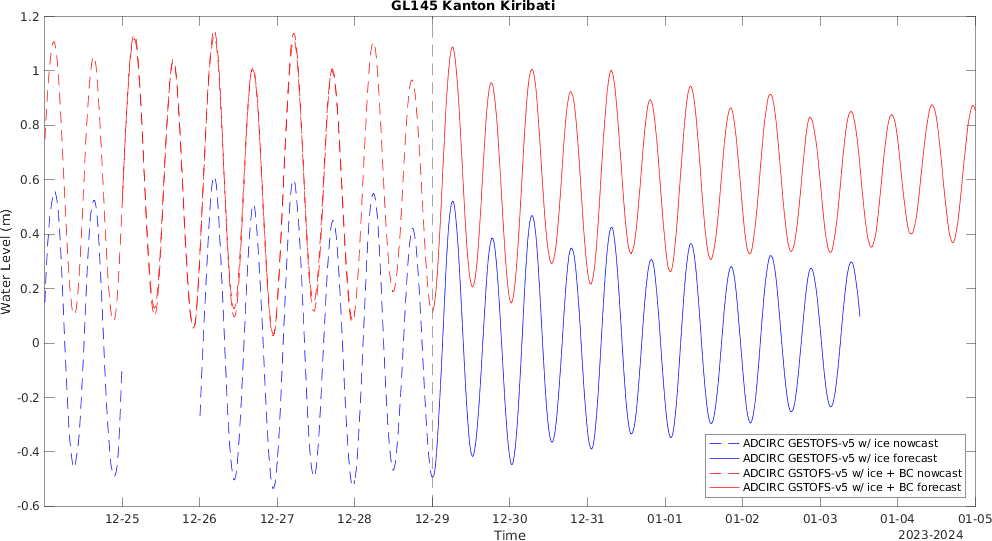 GL145 Kanton Kiribati
1.2
1
0.8
0.6
0.4
0.2
0
-0.2
-0.4
-0.6
Water Level (m)
ADCIRC GESTOFS-v5 w/ ice nowcast
ADCIRC GESTOFS-v5 w/ ice forecast
ADCIRC GSTOFS-v5 w/ ice + BC nowcast
ADCIRC GSTOFS-v5 w/ ice + BC forecast
12-25 12-26 12-27 12-28 12-29 12-30 12-31 01-01 01-02 01-03 01-04 01-05
Time
2023-2024